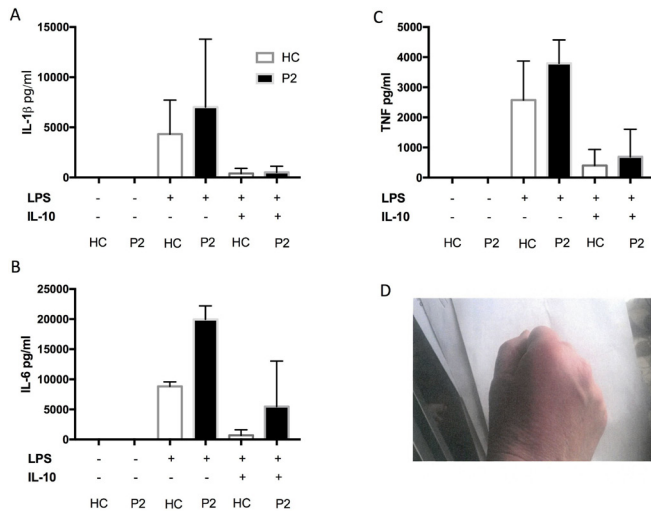 A
IL-1β pg/ml
15000
10000
5000
0
HC
P2
LPS - - + + + +
IL-10 - - - - + +
HC P2 HC P2 HC P2
B
IL-6 pg/ml
25000
20000
15000
10000
5000
0
LPS - - + + + +
IL-10 - - - - + +
HC P2 HC P2 HC P2
C
TNF pg/ml
5000
4000
3000
2000
1000
0
LPS - - + + + +
IL-10 - - - - + +
HC P2 HC P2 HC P2
D